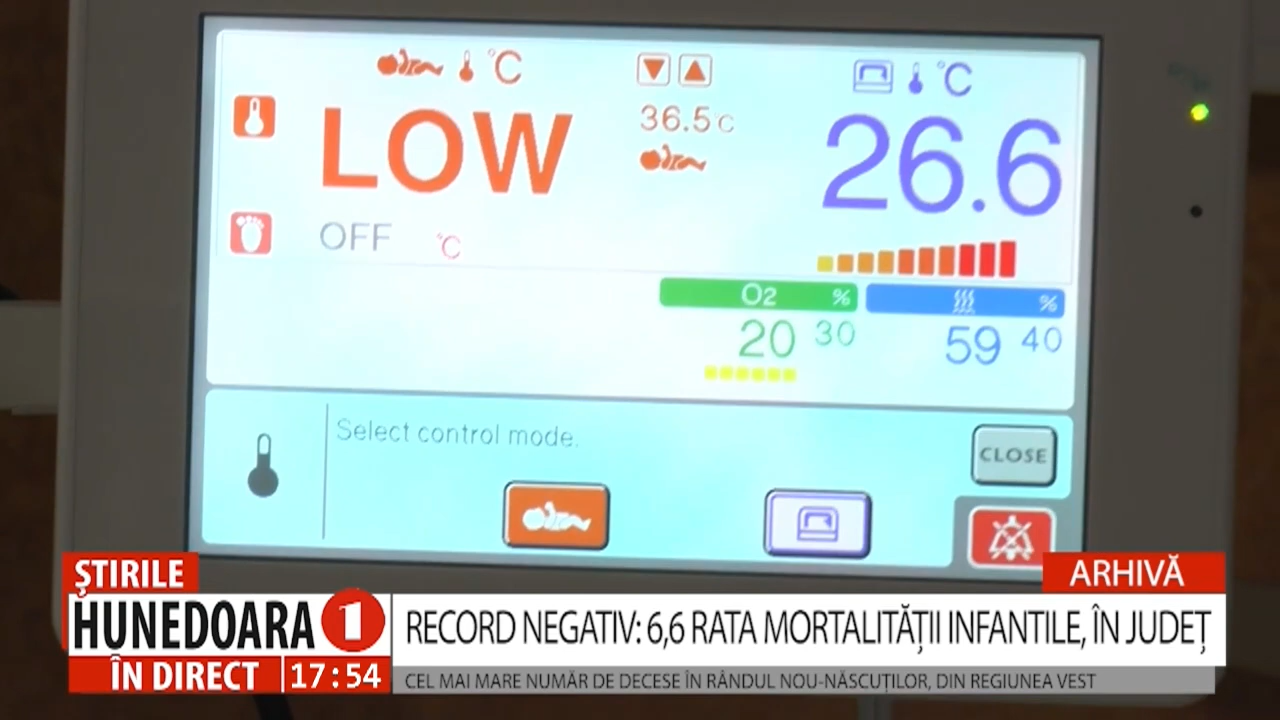 °C
°C
LOW
36.5 C
26.6
OFF °C
O2 %
%
20 30
59 40
Select control mode.
CLOSE
ARHIVĂ
ŞTIRILE
HUNEDOARA 1
ÎN DIRECT 17:54
RECORD NEGATIV: 6,6 RATA MORTALITĂȚII INFANTILE, ÎN JUDEȚ
CEL MAI MARE NUMĂR DE DECESE ÎN RÂNDUL NOU-NĂSCUȚILOR, DIN REGIUNEA VEST